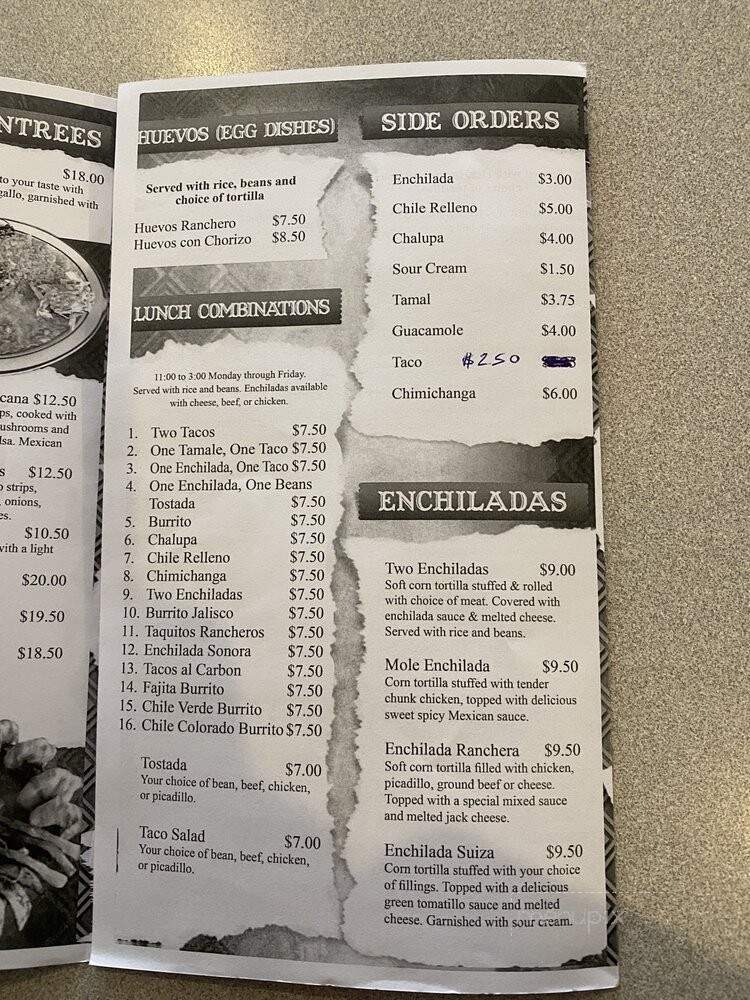 NTREES
$18.00
to your taste with
gallo, garnished with
cana $12.50
ps, cooked with
ushrooms and
lsa. Mexican
s $12.50
strips,
, onions,
es.
$10.50
with a light
$20.00
$19.50
$18.50
HUEVOS (EGG DISHES)
Served with rice, beans and
choice of tortilla
Huevos Ranchero $7.50
Huevos con Chorizo $8.50
LUNCH COMBINATIONS
11:00 to 3:00 Monday through Friday.
Served with rice and beans. Enchiladas available
with cheese, beef, or chicken.
1. Two Tacos $7.50
2. One Tamale, One Taco $7.50
3. One Enchilada, One Taco $7.50
4. One Enchilada, One Beans
Tostada $7.50
5. Burrito $7.50
6. Chalupa $7.50
7. Chile Relleno $7.50
8. Chimichanga $7.50
9. Two Enchiladas $7.50
10. Burrito Jalisco $7.50
11. Taquitos Rancheros $7.50
12. Enchilada Sonora $7.50
13. Tacos al Carbon $7.50
14. Fajita Burrito $7.50
15. Chile Verde Burrito $7.50
16. Chile Colorado Burrito $7.50
Tostada $7.00
Your choice of bean, beef, chicken,
or picadillo.
Taco Salad $7.00
Your choice of bean, beef, chicken,
or picadillo.
SIDE ORDERS
Enchilada $3.00
Chile Relleno $5.00
Chalupa $4.00
Sour Cream $1.50
Tamal $3.75
Guacamole $4.00
Taco $2.50
Chimichanga $6.00
ENCHILADAS
Two Enchiladas $9.00
Soft corn tortilla stuffed & rolled
with choice of meat. Covered with
enchilada sauce & melted cheese.
Served with rice and beans.
Mole Enchilada $9.50
Corn tortilla stuffed with tender
chunk chicken, topped with delicious
sweet spicy Mexican sauce.
Enchilada Ranchera $9.50
Soft corn tortilla filled with chicken,
picadillo, ground beef or cheese.
Topped with a special mixed sauce
and melted jack cheese.
Enchilada Suiza $9.50
Corn tortilla stuffed with your choice
of fillings. Topped with a delicious
green tomatillo sauce and melted
cheese. Garnished with sour cream.